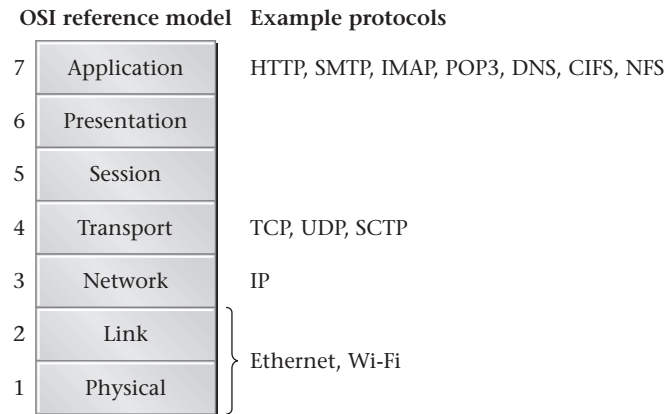 OSI reference model Example protocols
7 Application HTTP, SMTP, IMAP, POP3, DNS, CIFS, NFS
6 Presentation
5 Session
4 Transport TCP, UDP, SCTP
3 Network IP
2 Link
Ethernet, Wi-Fi
1 Physical